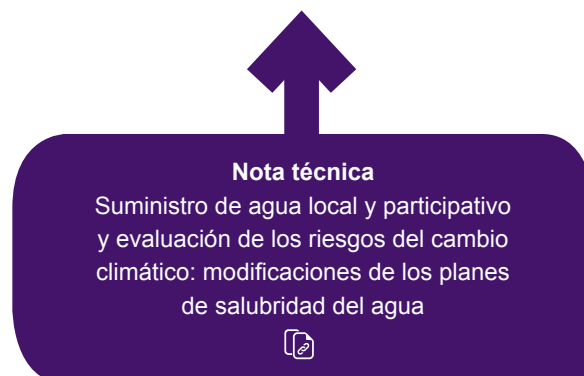 Nota técnica
Suministro de agua local y participativo
y evaluación de los riesgos del cambio
climático: modificaciones de los planes
de salubridad del agua